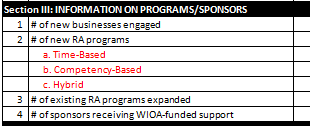 Section III: INFORMATION ON PROGRAMS/SPONSORS
1 # of new businesses engaged
2 # of new RA programs
a. Time-Based
b. Competency-Based
c. Hybrid
3 # of existing RA programs expanded
4 # of sponsors receiving WIOA-funded support